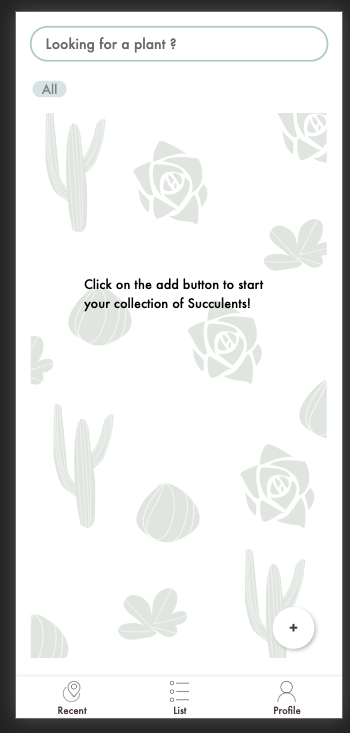 Looking for a plant ?
All
Click on the add button to start
your collection of Succulents!
+
Recent
List
Profile